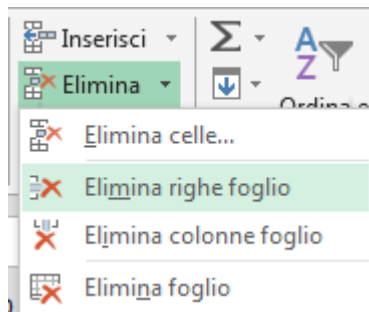 Inserisci
Elimina
Ordina e
Elimina celle...
Elimina righe foglio
Elimina colonne foglio
Elimina foglio